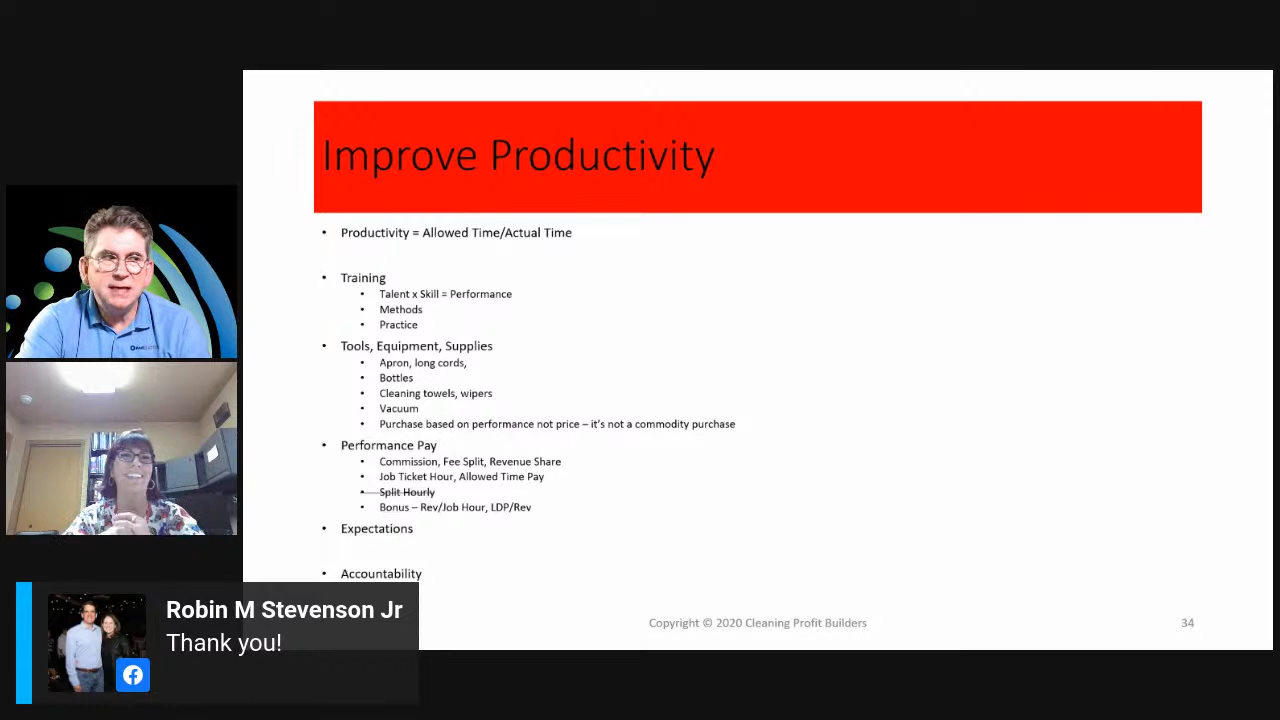 Improve Productivity
• Productivity = Allowed Time/Actual Time
• Training
• Talent x Skill = Performance
• Methods
• Practice
• Tools, Equipment, Supplies
• Apron, long cords,
• Bottles
• Cleaning towels, wipers
• Vacuum
• Purchase based on performance not price – it's not a commodity purchase
• Performance Pay
• Commission, Fee Split, Revenue Share
• Job Ticket Hour, Allowed Time Pay
• Split Hourly
• Bonus – Rev/Job Hour, LDP/Rev
• Expectations
• Accountability
Copyright © 2020 Cleaning Profit Builders
34
Robin M Stevenson Jr
Thank you!